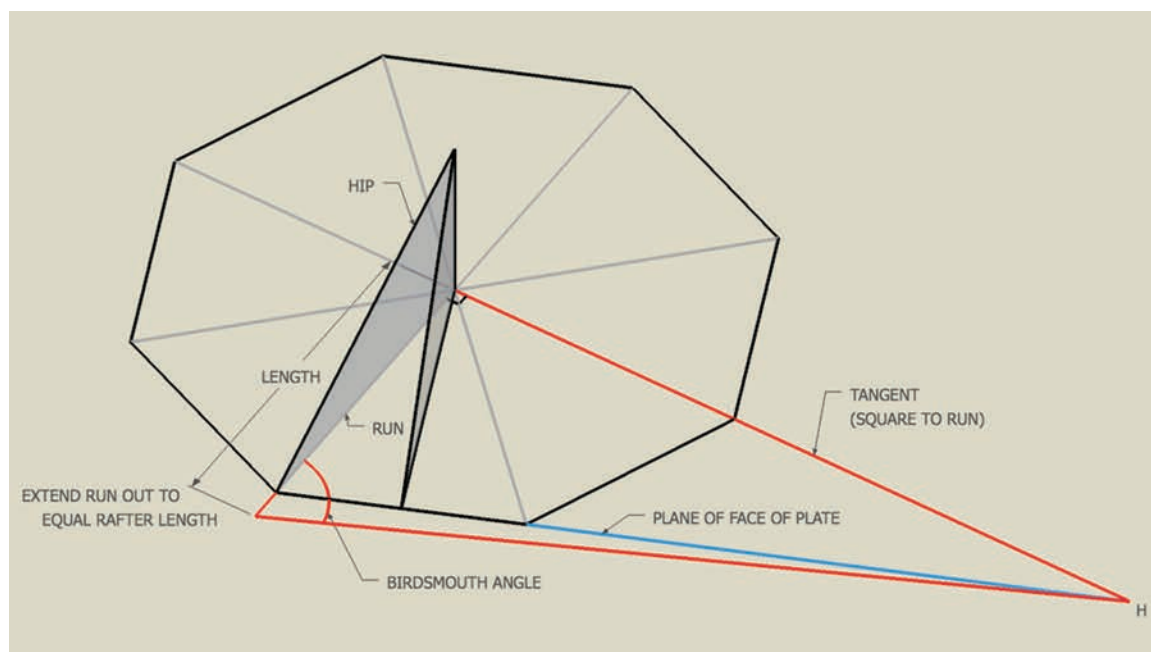 HIP
LENGTH
RUN
TANGENT
(SQUARE TO RUN)
EXTEND RUN OUT TO
EQUAL RAFTER LENGTH
PLANE OF FACE OF PLATE
BIRDSMOUTH ANGLE
H